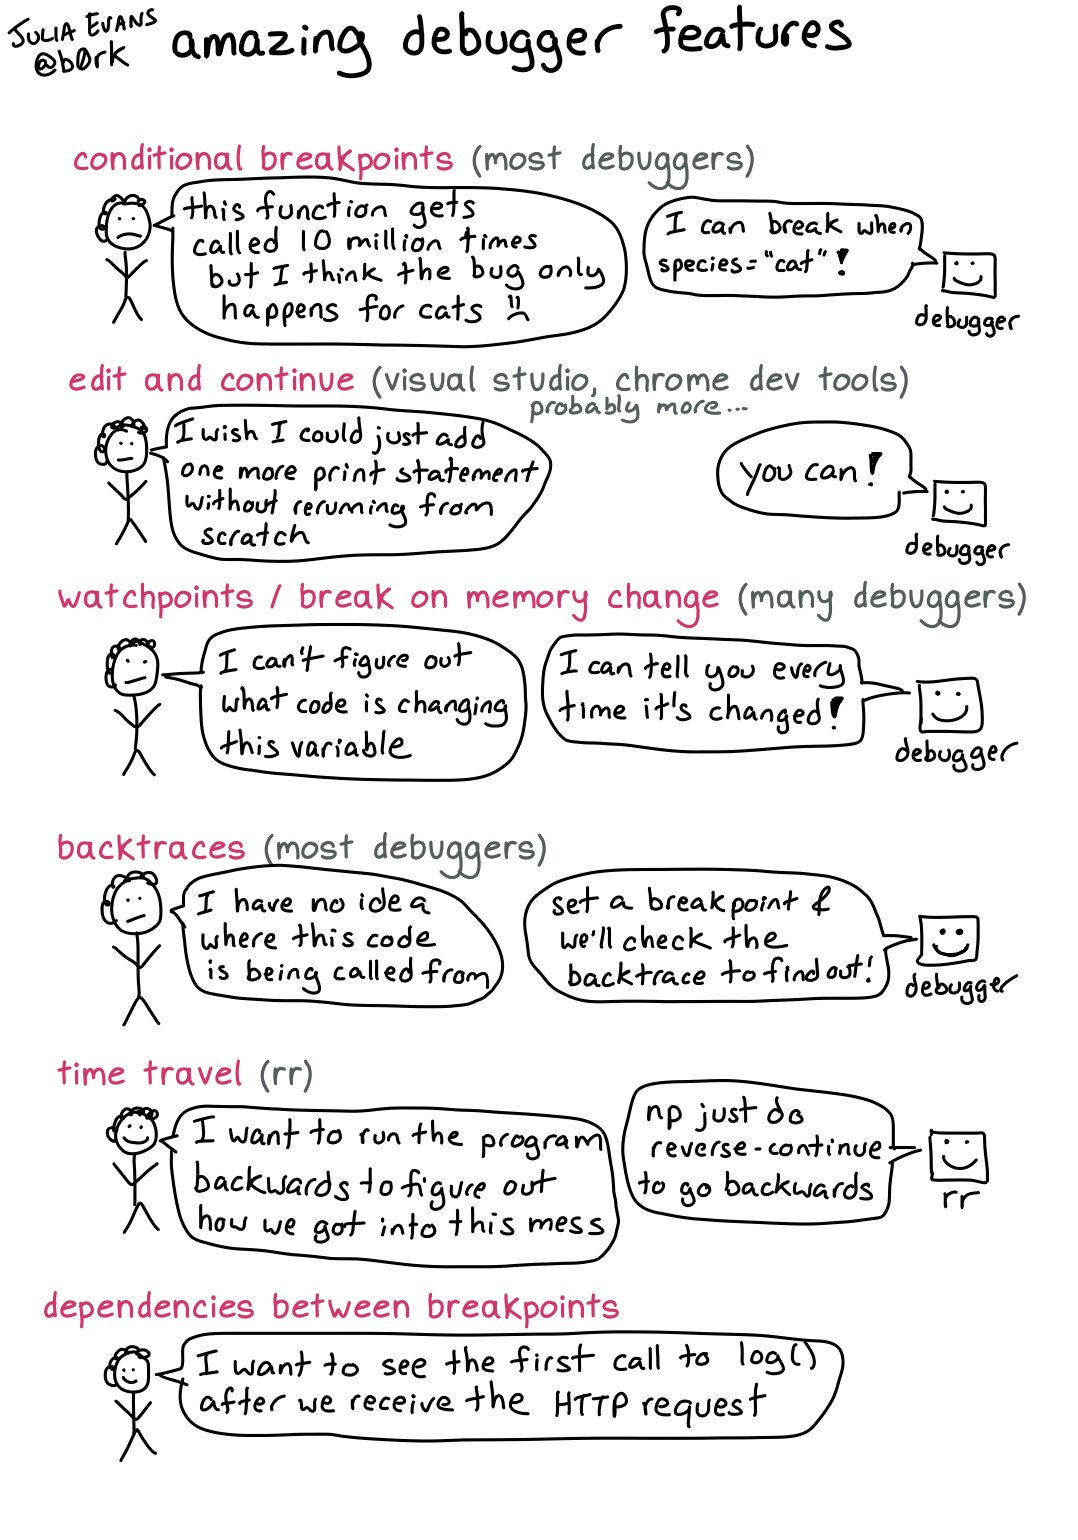 JULIA EVANS
@b0rk
amazing debugger features
conditional breakpoints (most debuggers)
this function gets
called 10 million times
but I think the bug only
happens for cats :(
I can break when
species="cat"!
debugger
edit and continue (visual studio, chrome dev tools)
probably more...
I wish I could just add
one more print statement
without rerunning from
scratch
you can!
debugger
watchpoints / break on memory change (many debuggers)
I can't figure out
what code is changing
this variable
I can tell you every
time it's changed!
debugger
backtraces (most debuggers)
I have no idea
where this code
is being called from
set a breakpoint &
we'll check the
backtrace to find out!
debugger
time travel (rr)
I want to run the program
backwards to figure out
how we got into this mess
np just do
reverse-continue
to go backwards
rr
dependencies between breakpoints
I want to see the first call to log()
after we receive the HTTP request